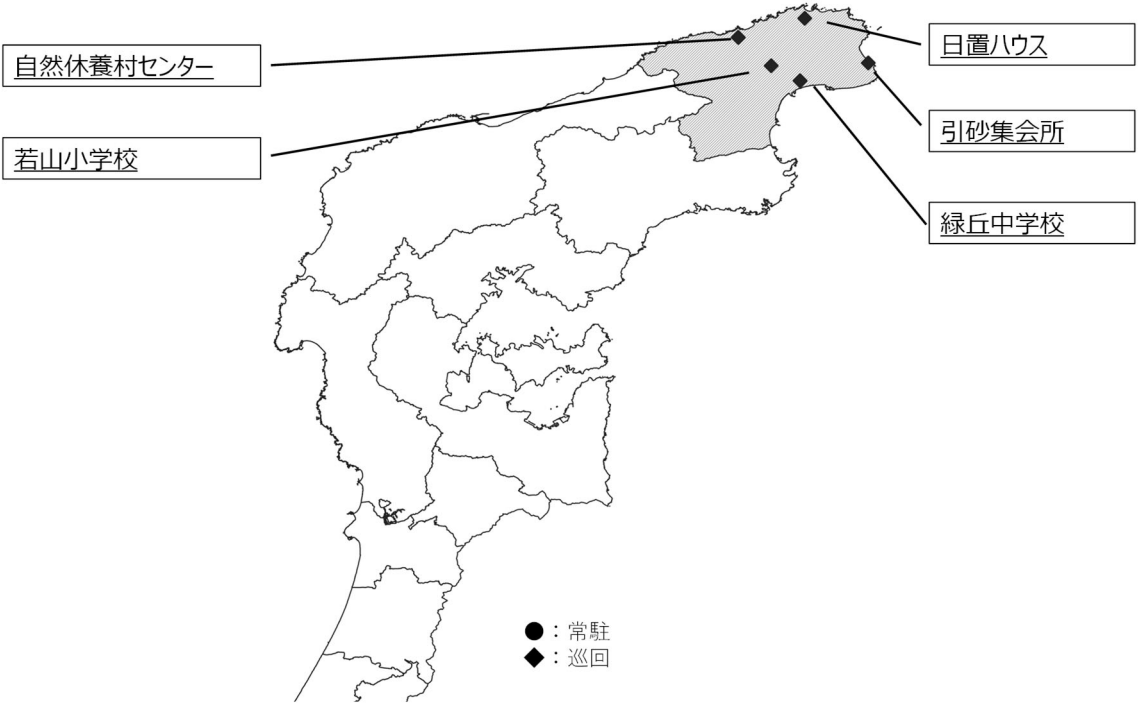 自然休養村センター
若山小学校
日置ハウス
引砂集会所
緑丘中学校
●：常駐
◆：巡回